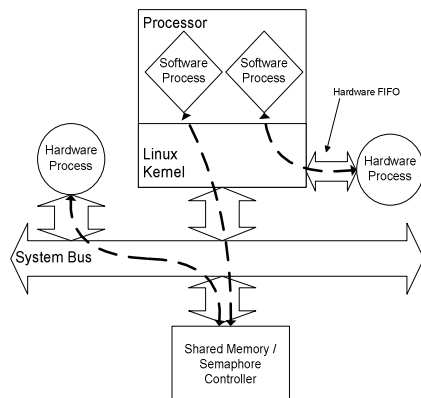 Processor
Software
Process
Software
Process
Hardware FIFO
Linux
Kernel
Hardware
Process
Hardware
Process
System Bus
Shared Memory /
Semaphore
Controller